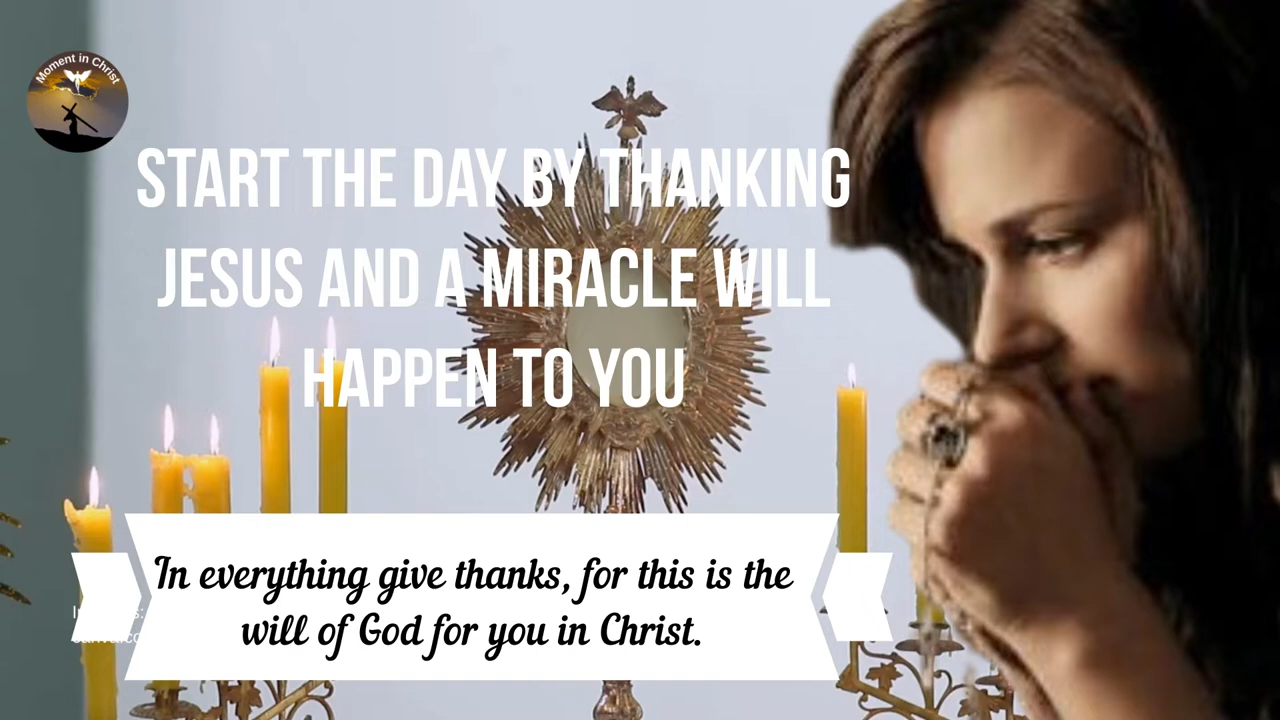 Moment in Christ
START THE DAY BY THANKING
JESUS AND A MIRACLE WILL
HAPPEN TO YOU
In everything give thanks, for this is the
will of God for you in Christ.